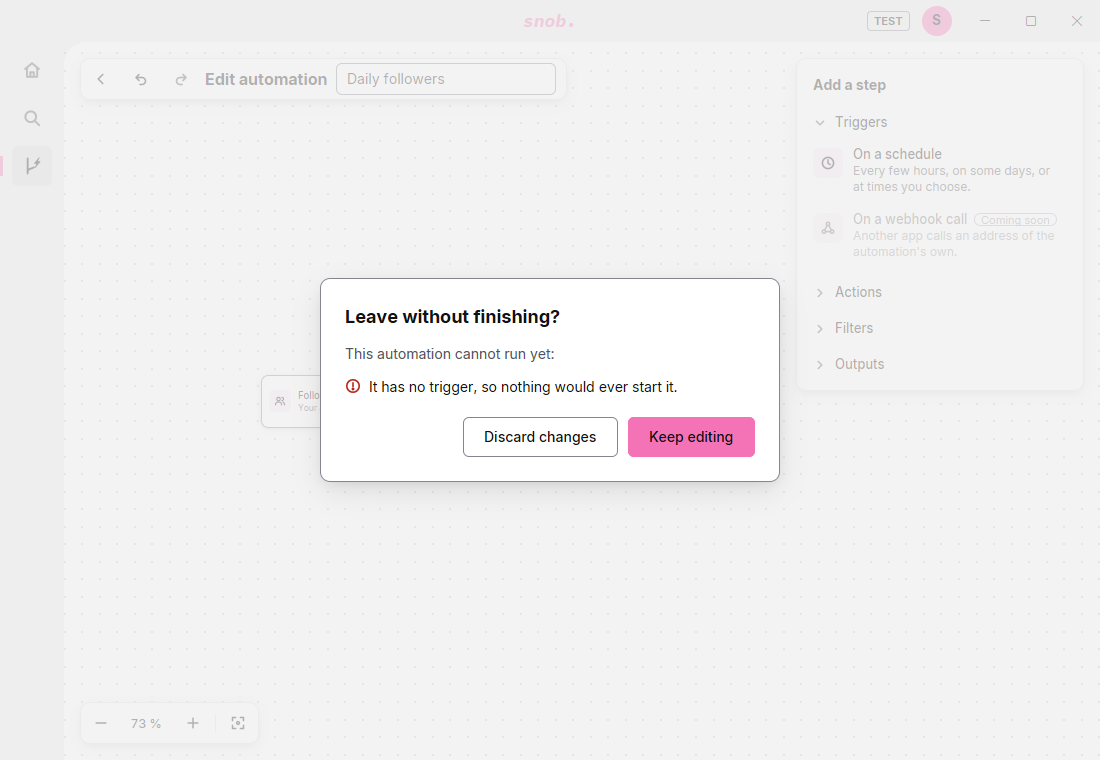 snob.
TEST
S
Edit automation
Daily followers
Add a step
Triggers
On a schedule
Every few hours, on some days, or
at times you choose.
On a webhook call
Coming soon
Another app calls an address of the
automation's own.
Actions
Filters
Outputs
Follo
Your
Leave without finishing?
This automation cannot run yet:
It has no trigger, so nothing would ever start it.
Discard changes
Keep editing
73 %